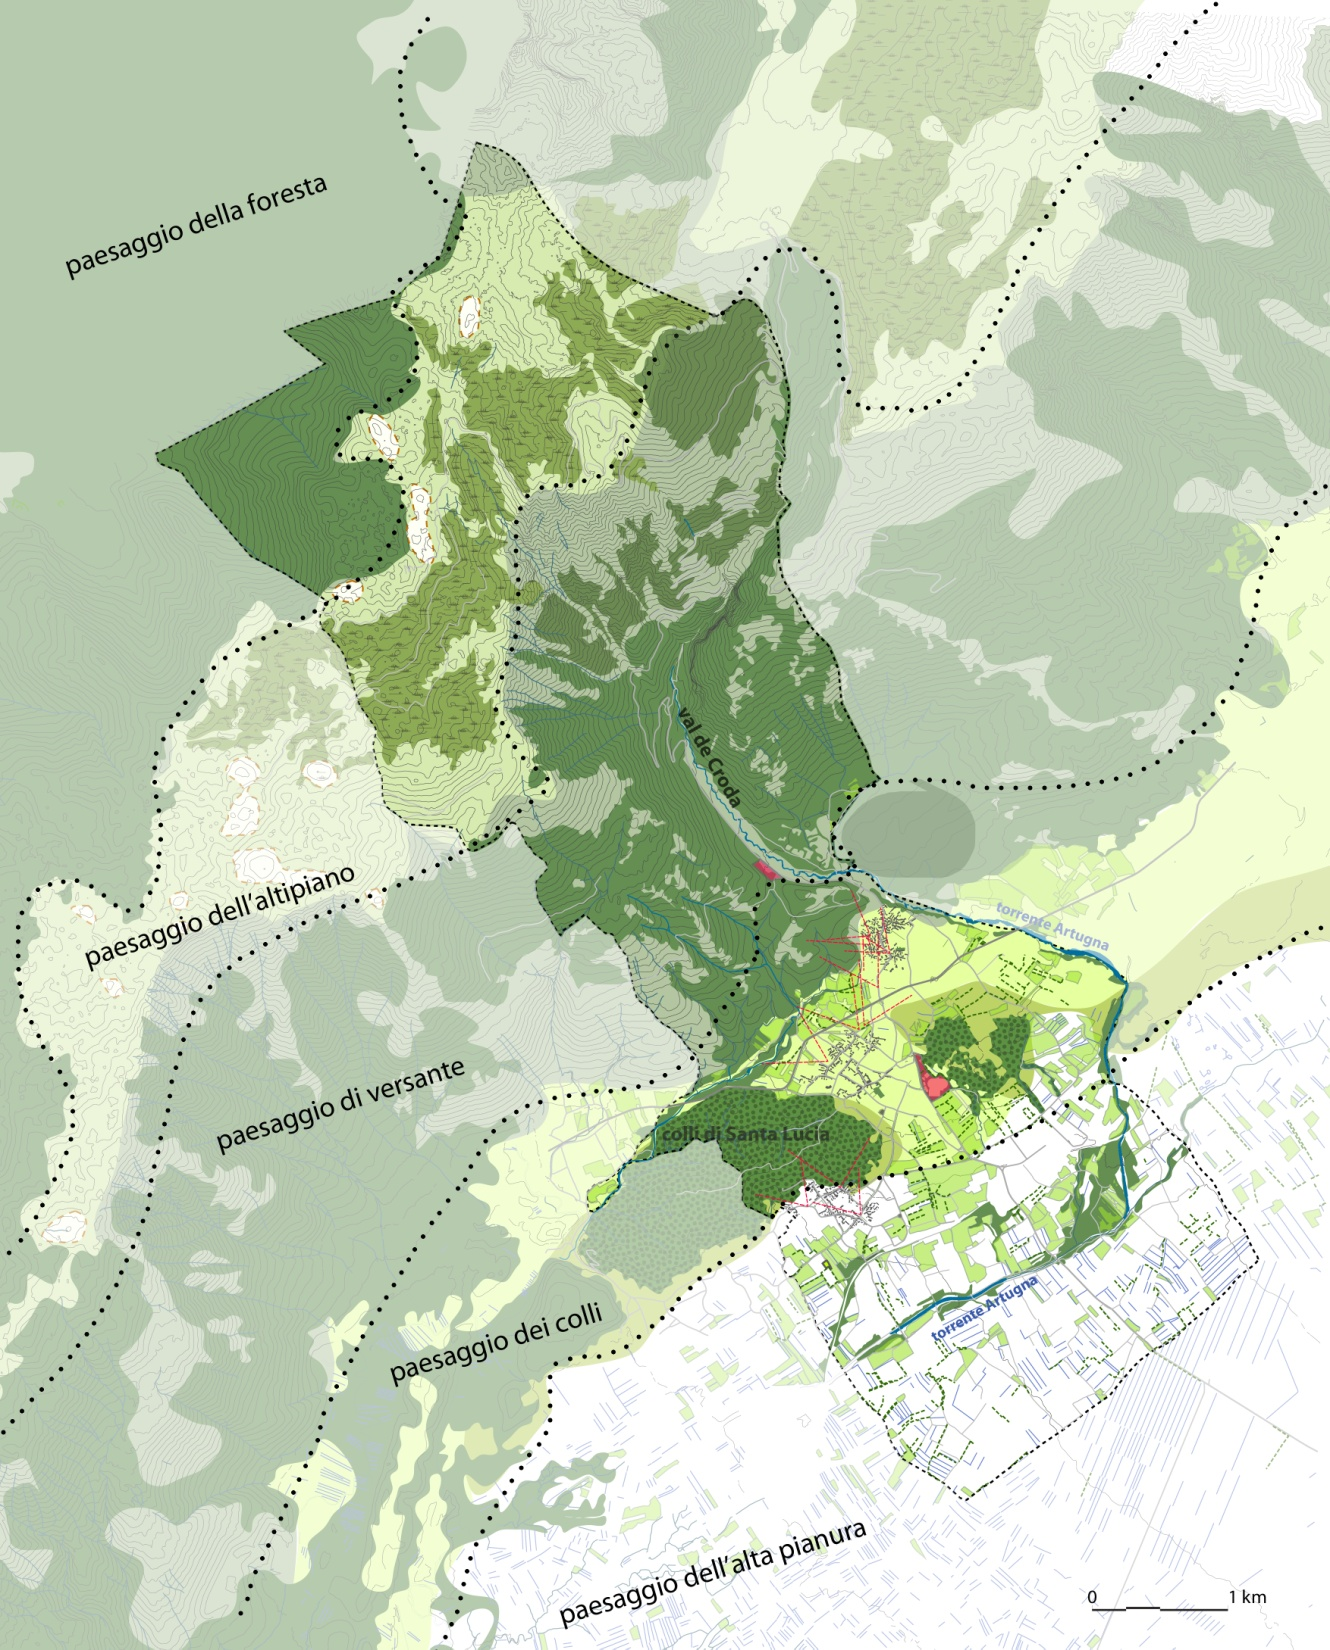 paesaggio della foresta
val de Croda
paesaggio dell'altipiano
torrente Artugna
paesaggio di versante
colli di Santa Lucia
torrente Artugna
paesaggio dei colli
paesaggio dell'alta pianura
0 1 km